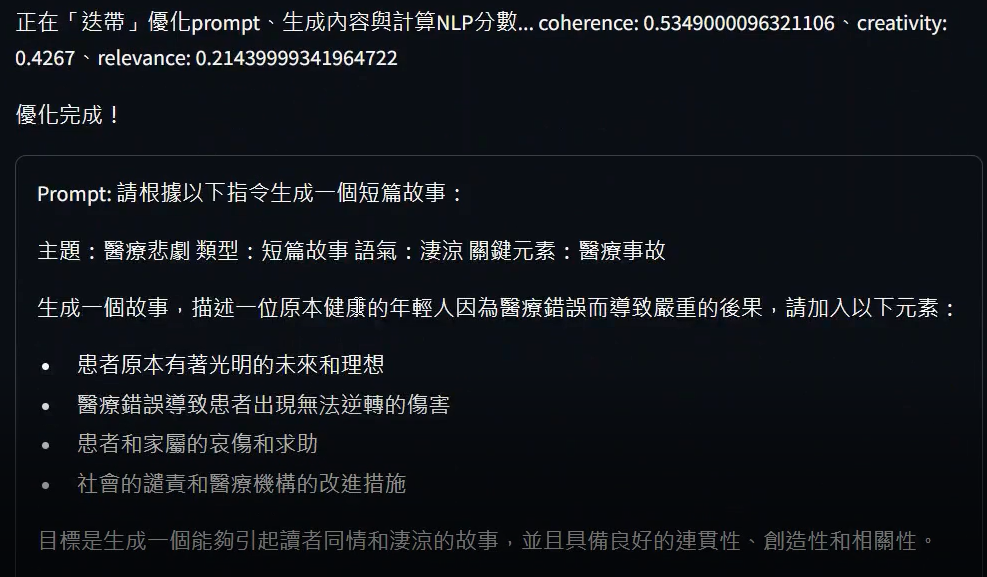 正在「迭帶」優化prompt、生成內容與計算NLP分數... coherence: 0.5349000096321106、creativity:
0.4267、relevance: 0.21439999341964722
優化完成！
Prompt: 請根據以下指令生成一個短篇故事：
主題：醫療悲劇 類型：短篇故事 語氣：淒涼 關鍵元素：醫療事故
生成一個故事，描述一位原本健康的年輕人因為醫療錯誤而導致嚴重的後果，請加入以下元素：
• 患者原本有著光明的未來和理想
• 醫療錯誤導致患者出現無法逆轉的傷害
• 患者和家屬的哀傷和求助
• 社會的譴責和醫療機構的改進措施
目標是生成一個能夠引起讀者同情和淒涼的故事，並且具備良好的連貫性、創造性和相關性。